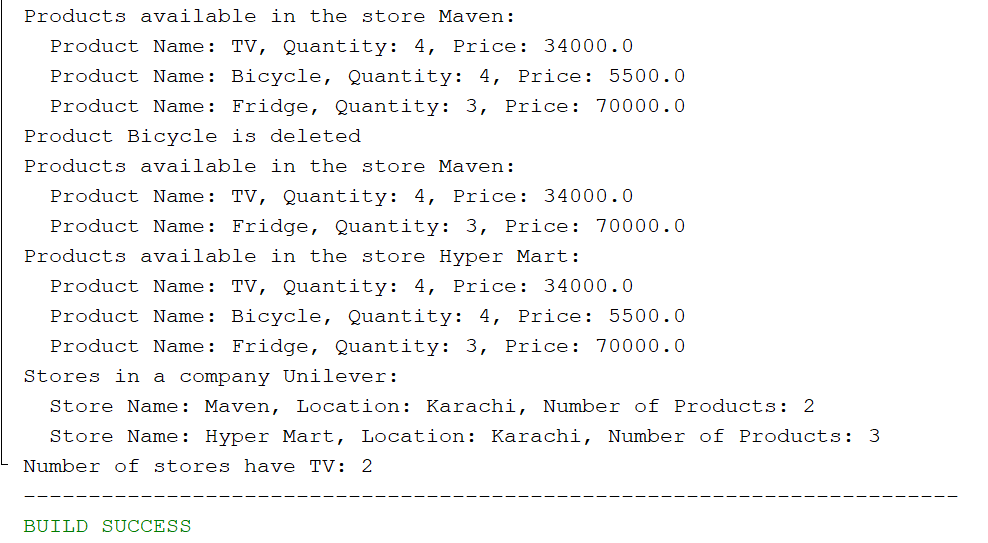 Products available in the store Maven:
Product Name: TV, Quantity: 4, Price: 34000.0
Product Name: Bicycle, Quantity: 4, Price: 5500.0
Product Name: Fridge, Quantity: 3, Price: 70000.0
Product Bicycle is deleted
Products available in the store Maven:
Product Name: TV, Quantity: 4, Price: 34000.0
Product Name: Fridge, Quantity: 3, Price: 70000.0
Products available in the store Hyper Mart:
Product Name: TV, Quantity: 4, Price: 34000.0
Product Name: Bicycle, Quantity: 4, Price: 5500.0
Product Name: Fridge, Quantity: 3, Price: 70000.0
Stores in a company Unilever:
Store Name: Maven, Location: Karachi, Number of Products: 2
Store Name: Hyper Mart, Location: Karachi, Number of Products: 3
Number of stores have TV: 2
------------------------------------------------------------------------
BUILD SUCCESS